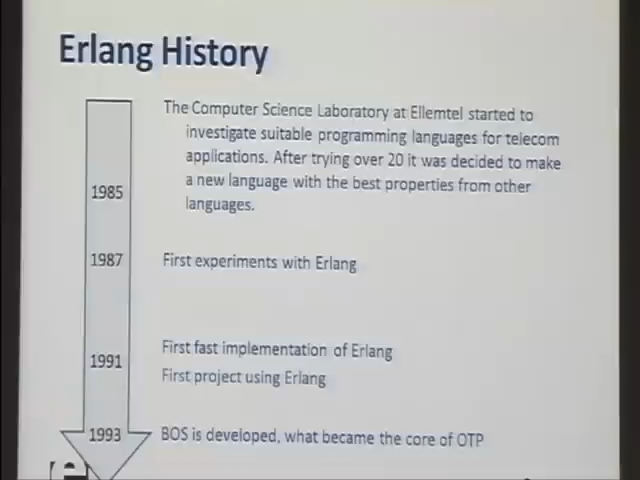 Erlang History
The Computer Science Laboratory at Ellemtel started to
investigate suitable programming languages for telecom
applications. After trying over 20 it was decided to make
1985 a new language with the best properties from other
languages.
1987 First experiments with Erlang
First fast implementation of Erlang
1991
First project using Erlang
1993 BOS is developed, what became the core of OTP
e